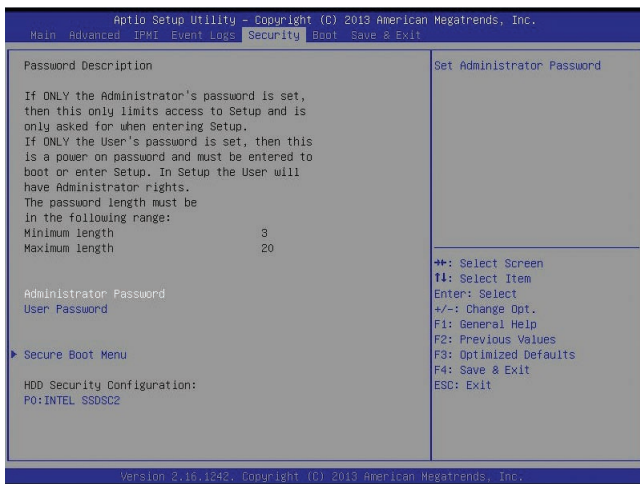 Aptio Setup Utility – Copyright (C) 2013 American Megatrends, Inc.
Main Advanced IPMI Event Logs Security Boot Save & Exit
Password Description
If ONLY the Administrator's password is set,
then this only limits access to Setup and is
only asked for when entering Setup.
If ONLY the User's password is set, then this
is a power on password and must be entered to
boot or enter Setup. In Setup the User will
have Administrator rights.
The password length must be
in the following range:
Minimum length 3
Maximum length 20
Administrator Password
User Password
Secure Boot Menu
HDD Security Configuration:
P0:INTEL SSDSC2
Set Administrator Password
→←: Select Screen
↑↓: Select Item
Enter: Select
+/-: Change Opt.
F1: General Help
F2: Previous Values
F3: Optimized Defaults
F4: Save & Exit
ESC: Exit
Version 2.16.1242. Copyright (C) 2013 American Megatrends, Inc.